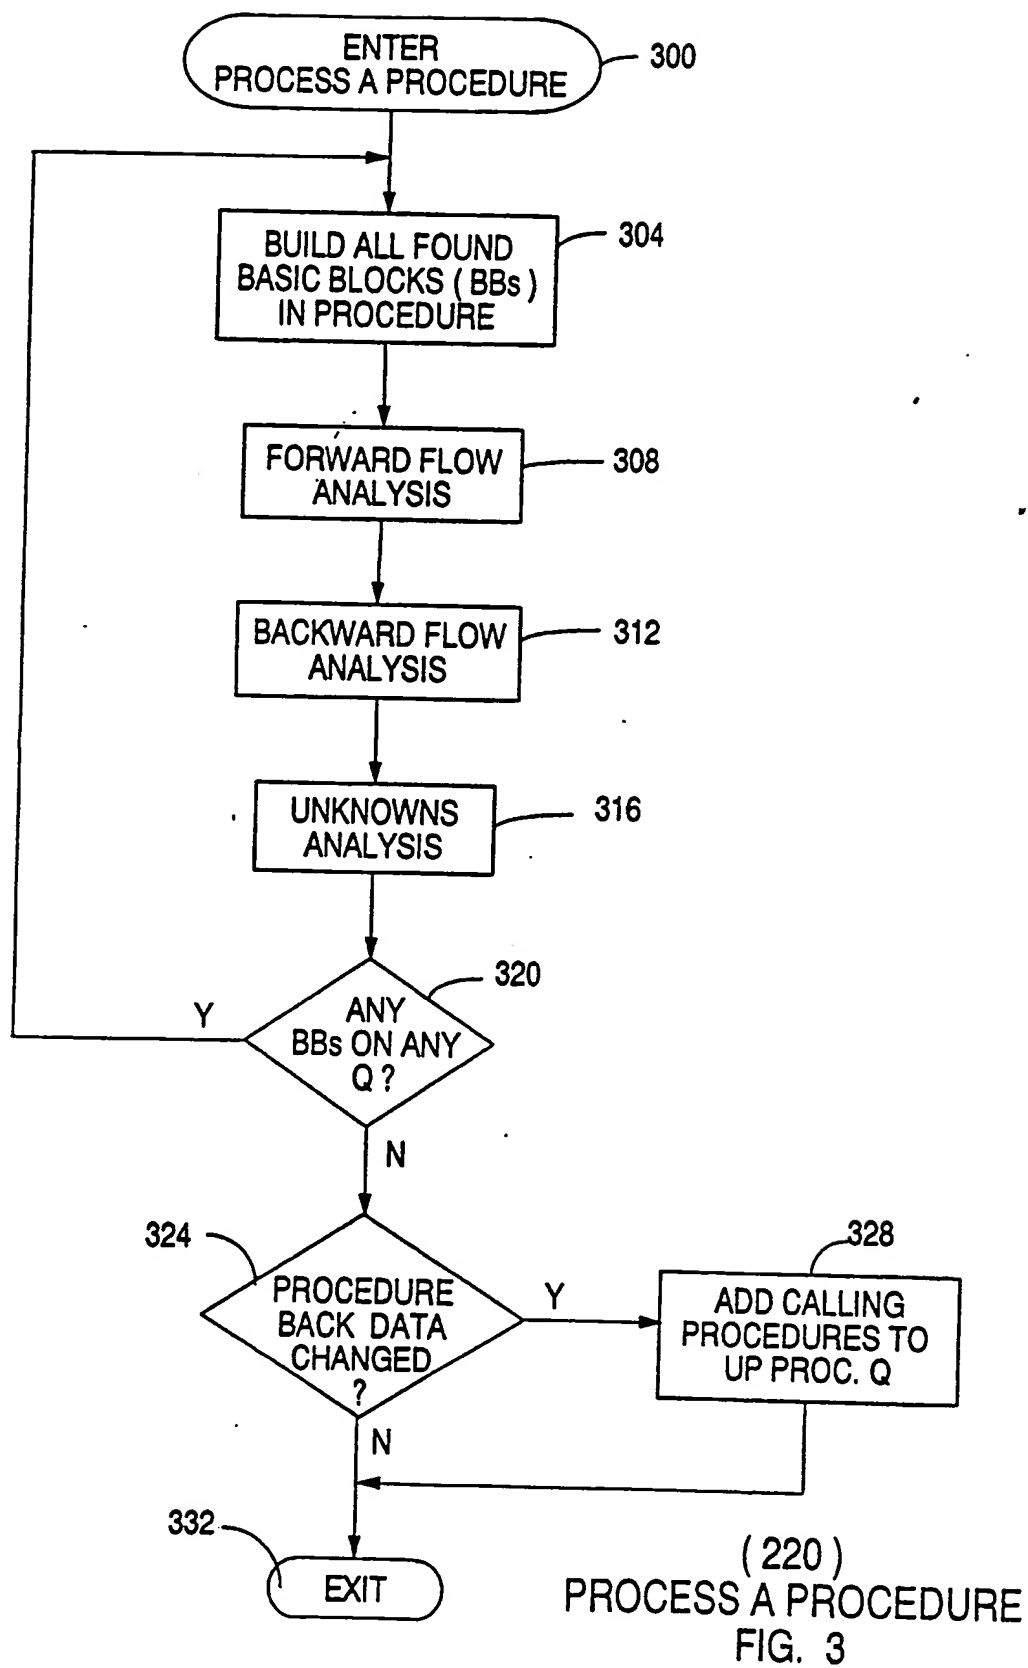 ENTER
PROCESS A PROCEDURE
300
BUILD ALL FOUND
BASIC BLOCKS (BBs)
IN PROCEDURE
304
FORWARD FLOW
ANALYSIS
308
BACKWARD FLOW
ANALYSIS
312
UNKNOWNS
ANALYSIS
316
ANY
BBs ON ANY
Q?
320
Y
N
PROCEDURE
BACK DATA
CHANGED
?
324
Y
ADD CALLING
PROCEDURES TO
UP PROC. Q
328
N
332
EXIT
(220)
PROCESS A PROCEDURE
FIG. 3